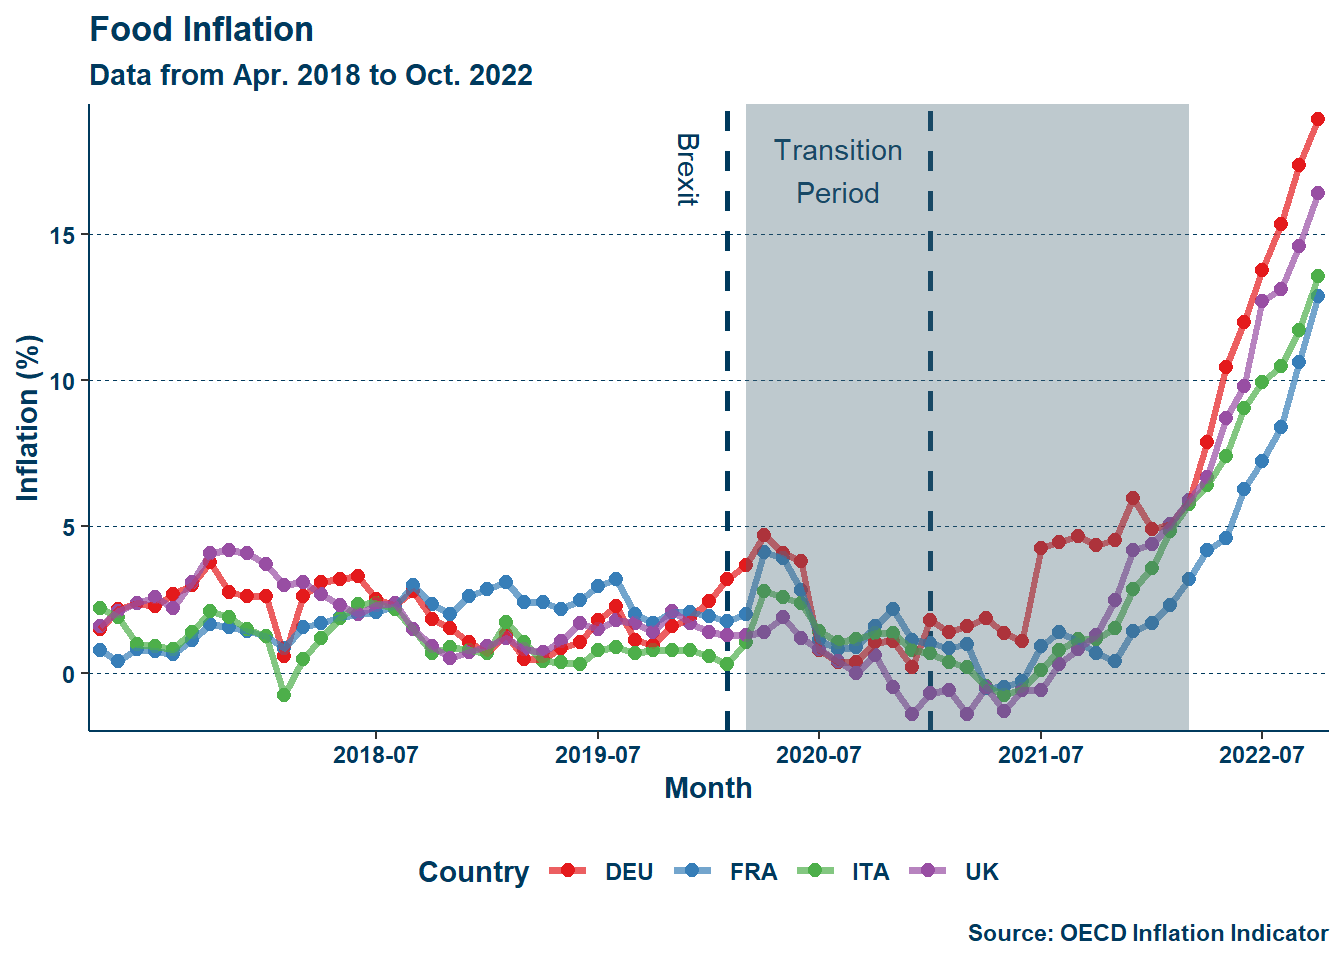 Food Inflation
Data from Apr. 2018 to Oct. 2022
Brexit
Transition
Period
15
10
5
0
Inflation (%)
2018-07
2019-07
2020-07
2021-07
2022-07
Month
Country
DEU
FRA
ITA
UK
Source: OECD Inflation Indicator